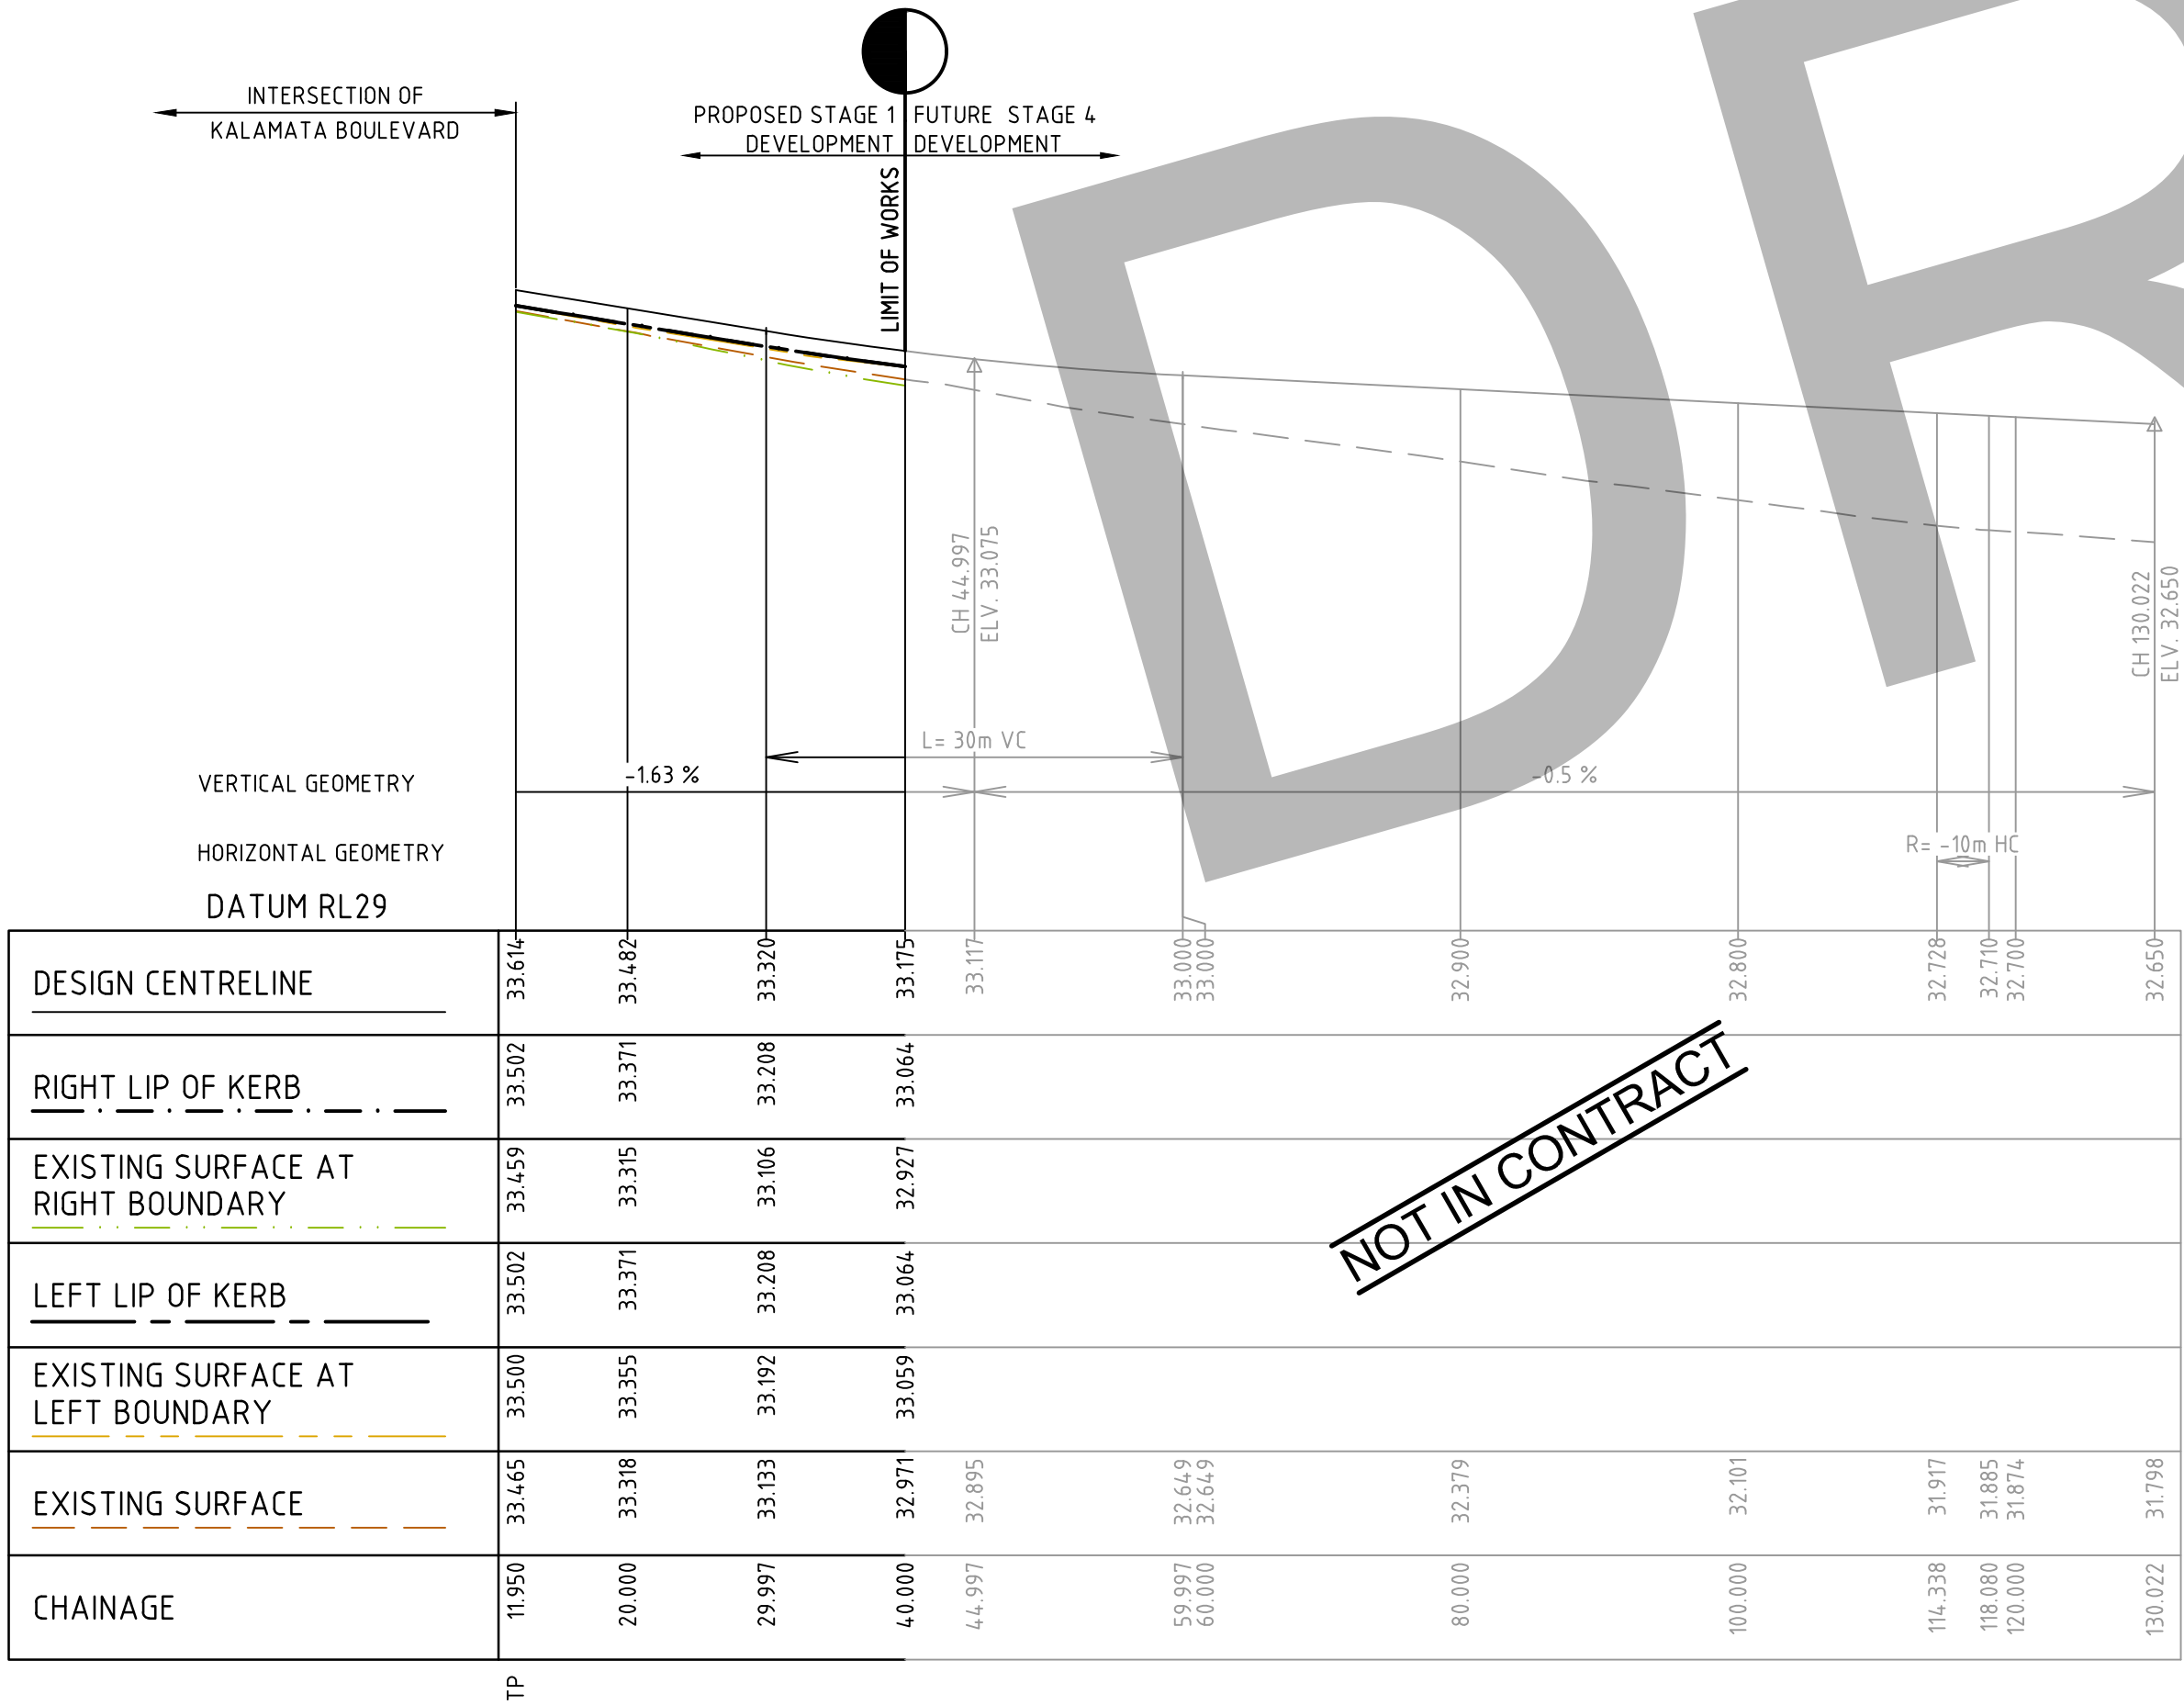 INTERSECTION OF
KALAMATA BOULEVARD
PROPOSED STAGE 1
DEVELOPMENT
FUTURE STAGE 4
DEVELOPMENT
LIMIT OF WORKS
CH 44.997
ELV. 33.075
CH 130.022
ELV. 32.650
L= 30m VC
VERTICAL GEOMETRY
-1.63 %
-0.5 %
HORIZONTAL GEOMETRY
R= -10m HC
DATUM RL29
DESIGN CENTRELINE 33.614 33.482 33.320 33.175 33.117 33.000 33.000 32.900 32.800 32.728 32.710 32.700 32.650
RIGHT LIP OF KERB 33.502 33.371 33.208 33.064
EXISTING SURFACE AT
RIGHT BOUNDARY
33.459 33.315 33.106 32.927
LEFT LIP OF KERB 33.502 33.371 33.208 33.064
EXISTING SURFACE AT
LEFT BOUNDARY
33.500 33.355 33.192 33.059
EXISTING SURFACE 33.465 33.318 33.133 32.971 32.895 32.649 32.649 32.379 32.101 31.917 31.885 31.874 31.798
CHAINAGE 11.950 20.000 29.997 40.000 44.997 59.997 60.000 80.000 100.000 114.338 118.080 120.000 130.022
TP
NOT IN CONTRACT
DR